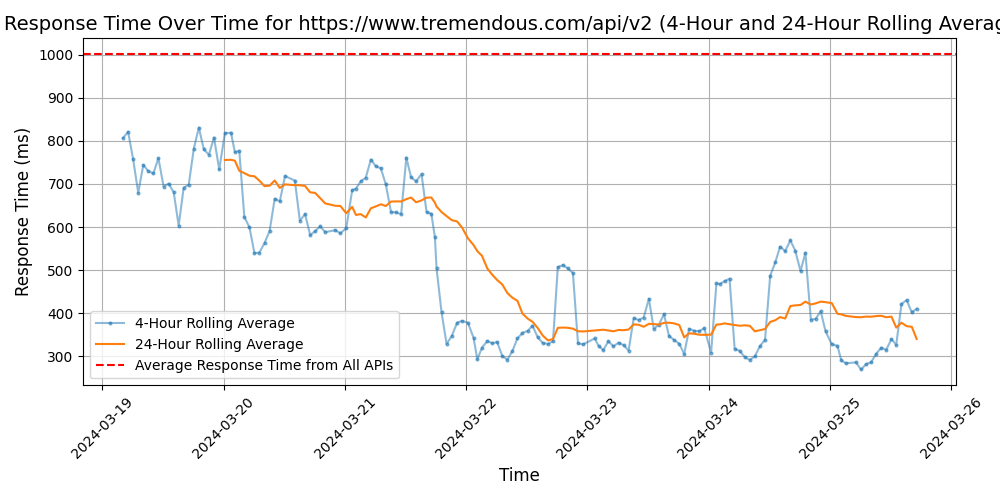 Response Time Over Time for https://www.tremendous.com/api/v2 (4-Hour and 24-Hour Rolling Averag
Response Time (ms)
1000
900
800
700
600
500
400
300
4-Hour Rolling Average
24-Hour Rolling Average
Average Response Time from All APIs
2024-03-19
2024-03-20
2024-03-21
2024-03-22
2024-03-23
2024-03-24
2024-03-25
2024-03-26
Time